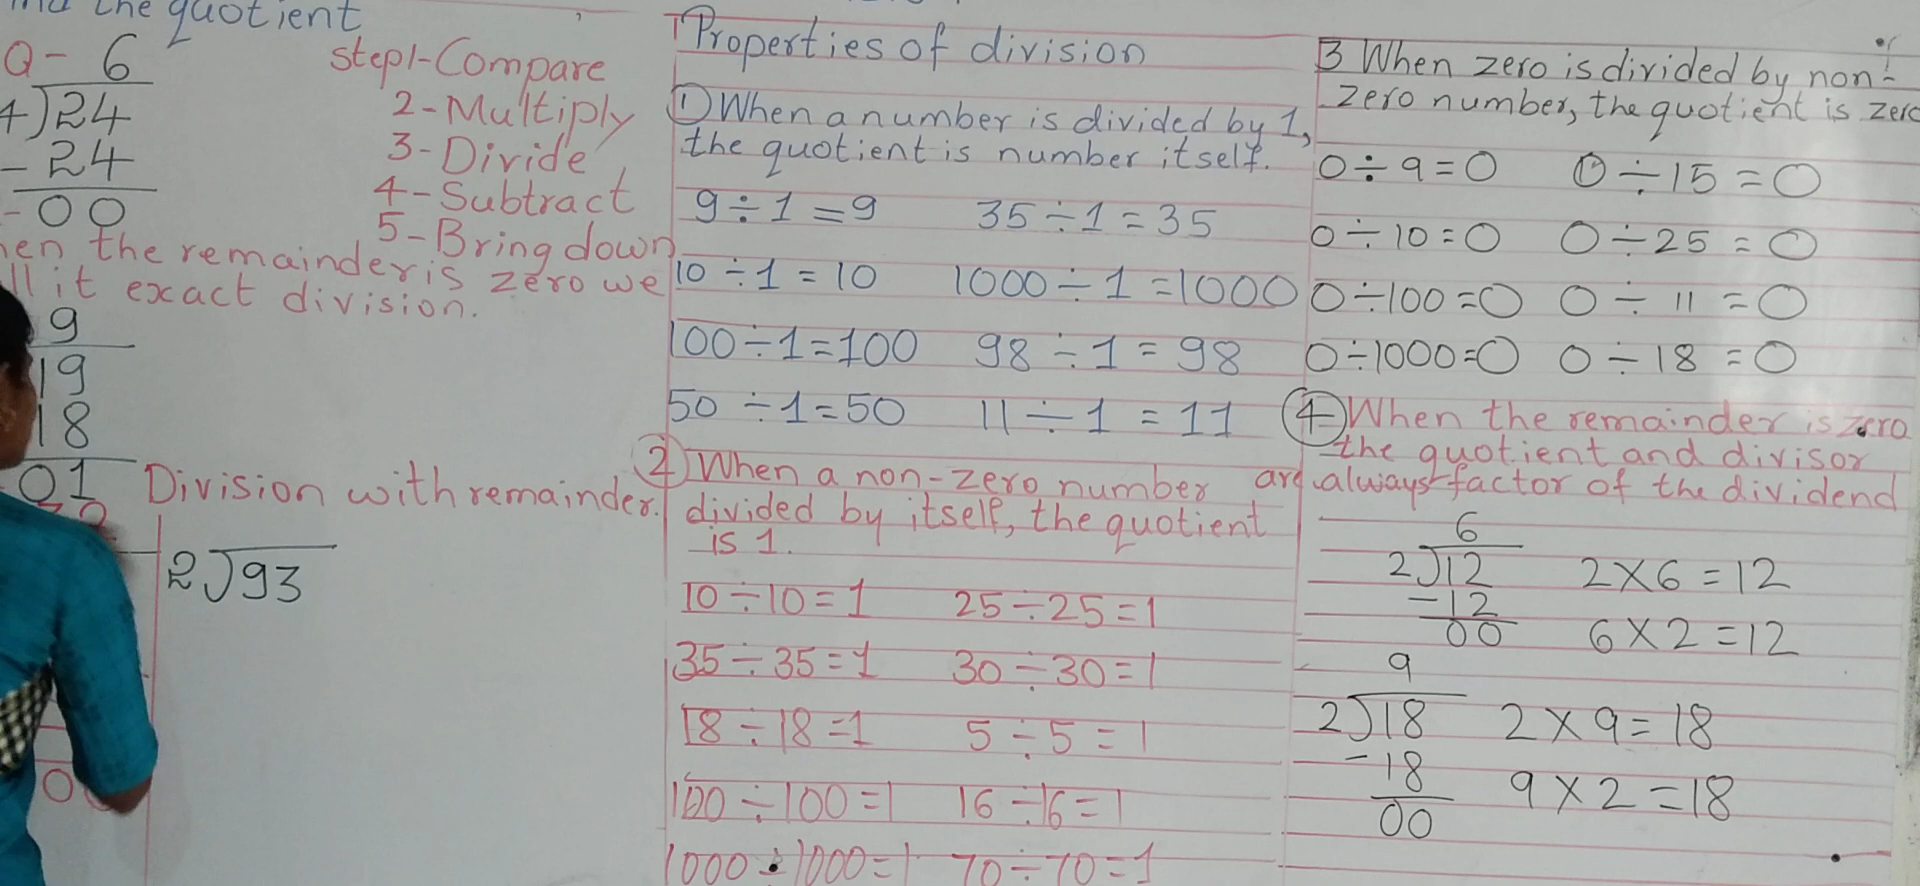 the quotient
Q - 6
4)24
- 24
- 00
Step1-Compare
2-Multiply
3-Divide
4-Subtract
5-Bring down
the remainder is zero we
it exact division.
9
19
18
01
Division with remainder.
2)93
Properties of division
① When a number is divided by 1,
the quotient is number itself.
9÷1=9 35÷1=35
10÷1=10 1000÷1=1000
100÷1=100 98÷1=98
50÷1=50 11÷1=11
② When a non-zero number
divided by itself, the quotient
is 1.
10÷10=1 25÷25=1
35÷35=1 30÷30=1
18÷18=1 5÷5=1
100÷100=1 16÷16=1
1000÷1000=1 70÷70=1
3 When zero is divided by non-
zero number, the quotient is zero
0÷9=0 0÷15=0
0÷10=0 0÷25=0
0÷100=0 0÷11=0
0÷1000=0 0÷18=0
④ When the remainder is zero
the quotient and divisor
are always factor of the dividend
6
2)12 2×6=12
-12
00 6×2=12
9
2)18 2×9=18
-18
00 9×2=18